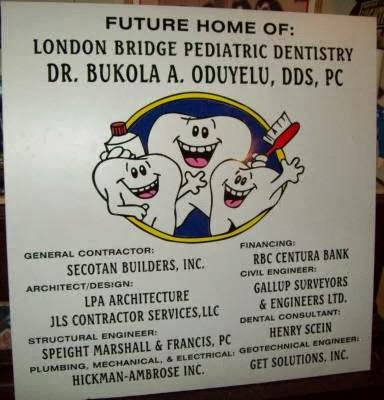 FUTURE HOME OF:
LONDON BRIDGE PEDIATRIC DENTISTRY
DR. BUKOLA A. ODUYELU, DDS, PC
GENERAL CONTRACTOR:
SECOTAN BUILDERS, INC.
ARCHITECT/DESIGN:
LPA ARCHITECTURE
JLS CONTRACTOR SERVICES, LLC
STRUCTURAL ENGINEER:
SPEIGHT MARSHALL & FRANCIS, PC
PLUMBING, MECHANICAL, & ELECTRICAL:
HICKMAN-AMBROSE INC.
FINANCING:
RBC CENTURA BANK
CIVIL ENGINEER:
GALLUP SURVEYORS
& ENGINEERS LTD.
DENTAL CONSULTANT:
HENRY SCEIN
GEOTECHNICAL ENGINEER:
GET SOLUTIONS, INC.